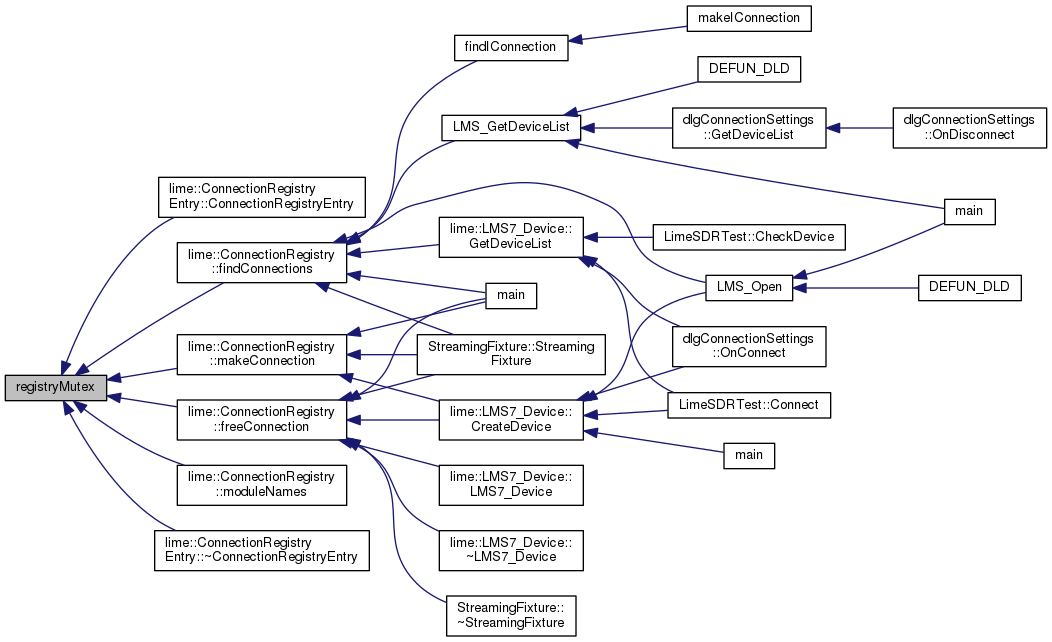 makeIConnection
findIConnection
DEFUN_DLD
LMS_GetDeviceList
dlgConnectionSettings
::GetDeviceList
dlgConnectionSettings
::OnDisconnect
lime::ConnectionRegistry
Entry::ConnectionRegistryEntry
main
lime::LMS7_Device::
GetDeviceList
LimeSDRTest::CheckDevice
lime::ConnectionRegistry
::findConnections
LMS_Open
DEFUN_DLD
main
lime::ConnectionRegistry
::makeConnection
StreamingFixture::Streaming
Fixture
dlgConnectionSettings
::OnConnect
registryMutex
lime::ConnectionRegistry
::freeConnection
lime::LMS7_Device::
CreateDevice
LimeSDRTest::Connect
main
lime::ConnectionRegistry
::moduleNames
lime::LMS7_Device::
LMS7_Device
lime::ConnectionRegistry
Entry::~ConnectionRegistryEntry
lime::LMS7_Device::
~LMS7_Device
StreamingFixture::
~StreamingFixture